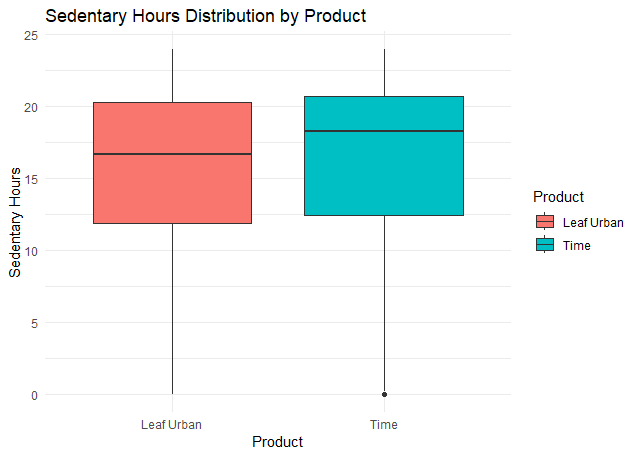 Sedentary Hours Distribution by Product
25
20
15
10
5
0
Sedentary Hours
Leaf Urban
Time
Product
Product
Leaf Urban
Time